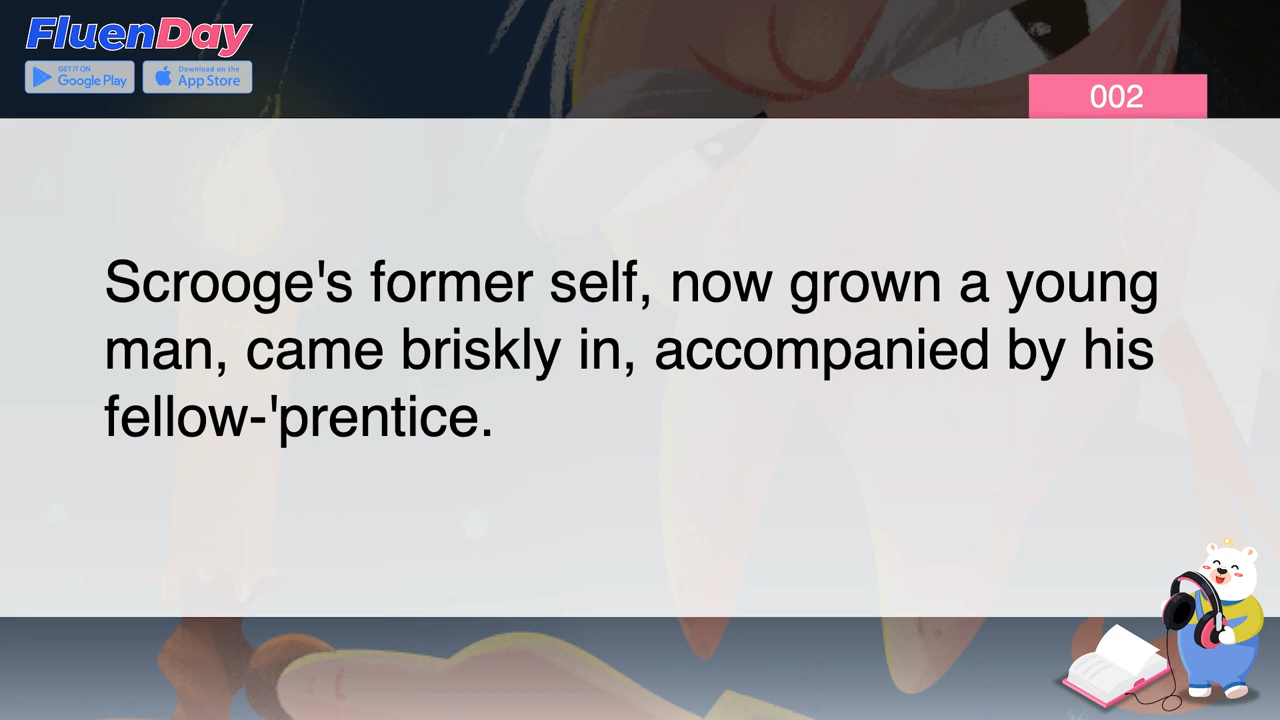 FluenDay
GET IT ON
Google Play
Download on the
App Store
002
Scrooge's former self, now grown a young
man, came briskly in, accompanied by his
fellow-'prentice.